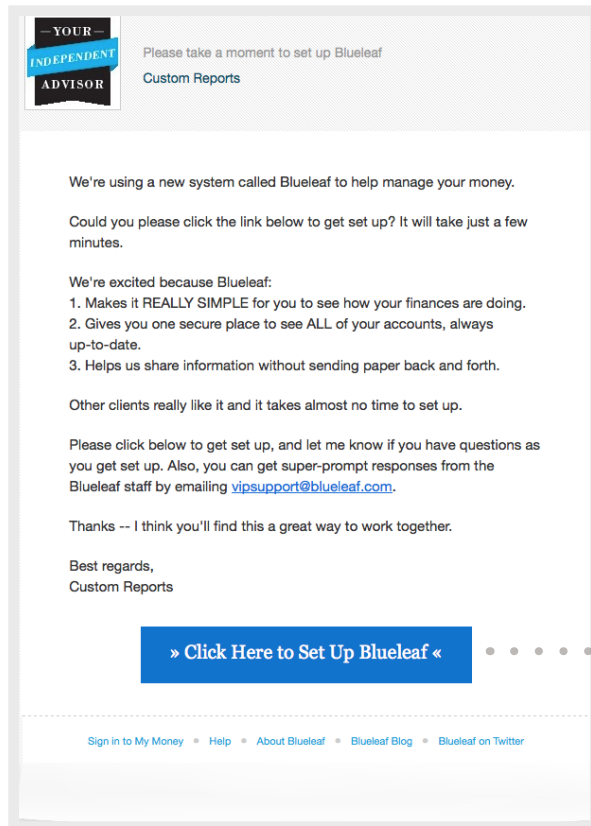 —YOUR—
INDEPENDENT
ADVISOR
Please take a moment to set up Blueleaf
Custom Reports
We're using a new system called Blueleaf to help manage your money.
Could you please click the link below to get set up? It will take just a few
minutes.
We're excited because Blueleaf:
1. Makes it REALLY SIMPLE for you to see how your finances are doing.
2. Gives you one secure place to see ALL of your accounts, always
up-to-date.
3. Helps us share information without sending paper back and forth.
Other clients really like it and it takes almost no time to set up.
Please click below to get set up, and let me know if you have questions as
you get set up. Also, you can get super-prompt responses from the
Blueleaf staff by emailing vipsupport@blueleaf.com.
Thanks -- I think you'll find this a great way to work together.
Best regards,
Custom Reports
» Click Here to Set Up Blueleaf «
Sign in to My Money • Help • About Blueleaf • Blueleaf Blog • Blueleaf on Twitter